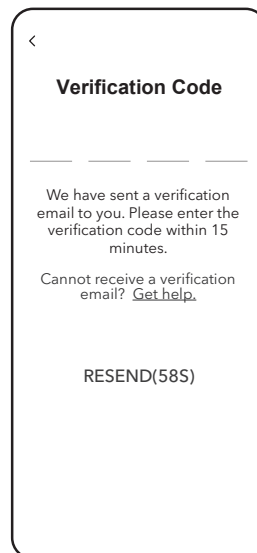 Verification Code
We have sent a verification
email to you. Please enter the
verification code within 15
minutes.
Cannot receive a verification
email? Get help.
RESEND(58S)